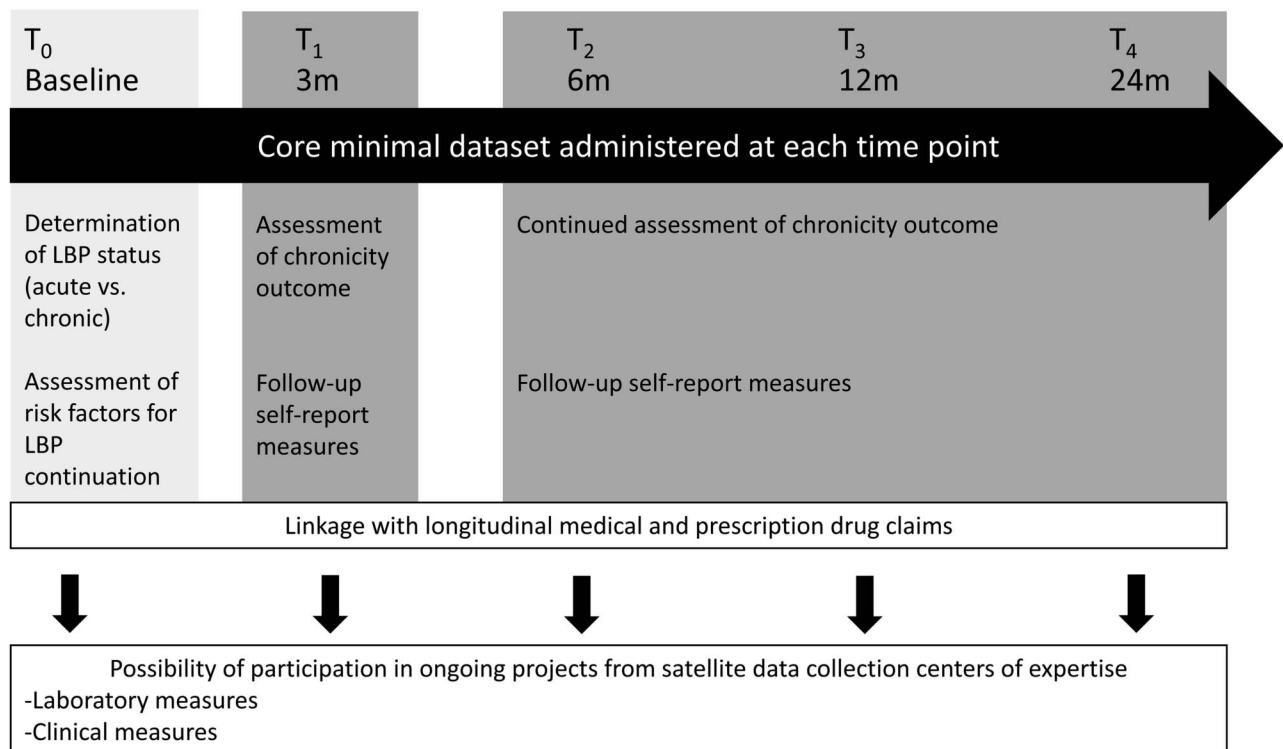 T0
Baseline
T1
3m
T2
6m
T3
12m
T4
24m
Core minimal dataset administered at each time point
Determination
of LBP status
(acute vs.
chronic)
Assessment of
risk factors for
LBP
continuation
Assessment
of chronicity
outcome
Follow-up
self-report
measures
Continued assessment of chronicity outcome
Follow-up self-report measures
Linkage with longitudinal medical and prescription drug claims
Possibility of participation in ongoing projects from satellite data collection centers of expertise
-Laboratory measures
-Clinical measures